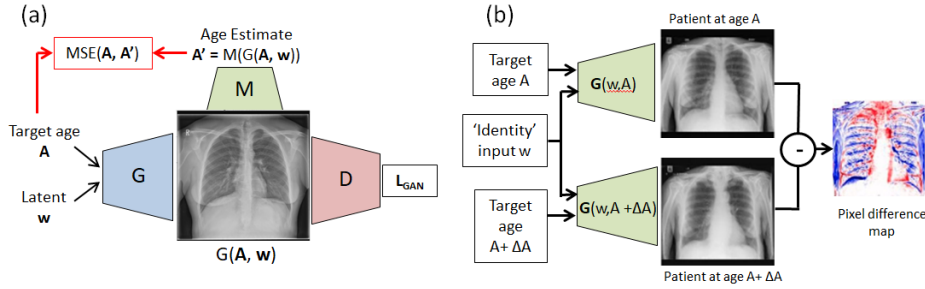 (a)
Age Estimate
A’ = M(G(A, w))
MSE(A, A’)
M
Target age
A
Latent
w
G
D
L_GAN
G(A, w)
(b)
Patient at age A
Target
age A
G(w,A)
‘Identity’
input w
-
Target
age
A+ ΔA
G(w,A +ΔA)
Pixel difference
map
Patient at age A+ ΔA